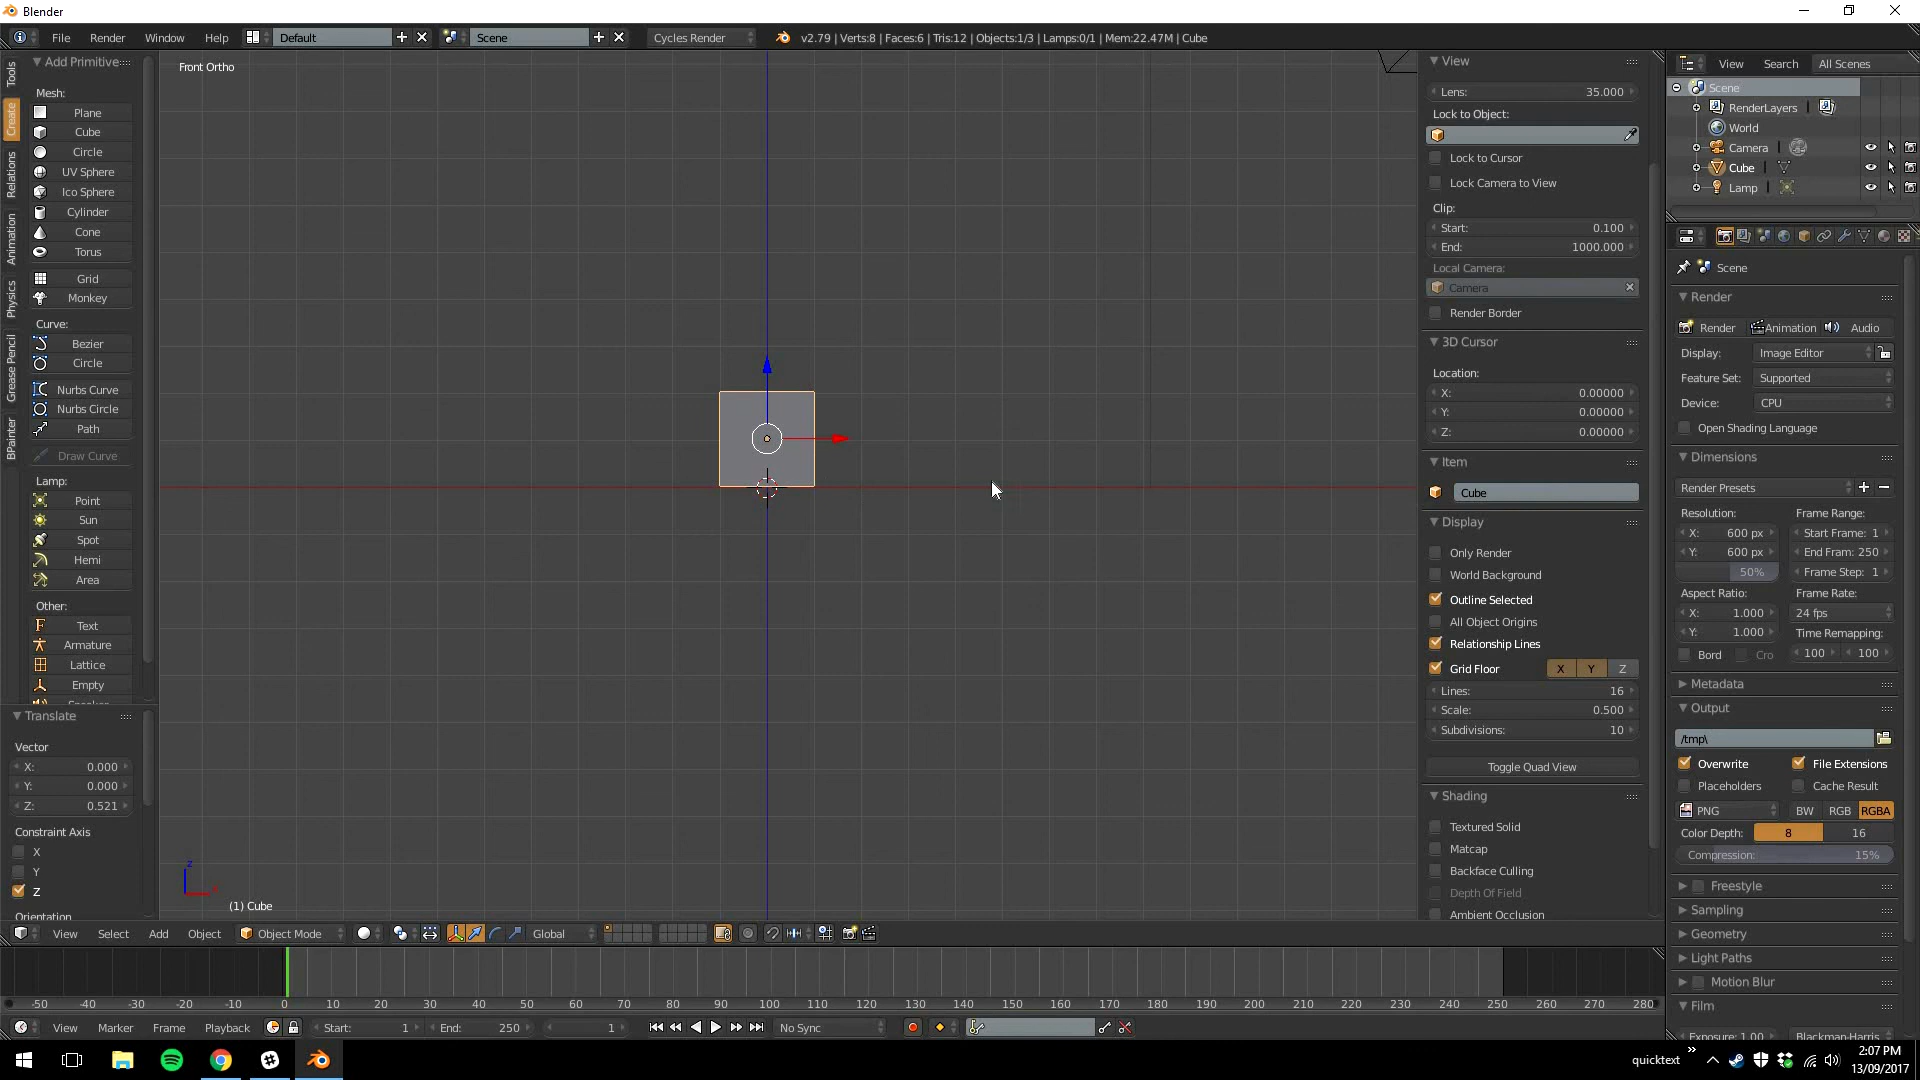 Blender
File Render Window Help Default Scene Cycles Render v2.79 | Verts:8 | Faces:6 | Tris:12 | Objects:1/3 | Lamps:0/1 | Mem:22.47M | Cube
Tools
Create
Relations
Animation
Physics
Grease Pencil
BPainter
Add Primitive
Mesh:
Plane
Cube
Circle
UV Sphere
Ico Sphere
Cylinder
Cone
Torus
Grid
Monkey
Curve:
Bezier
Circle
Nurbs Curve
Nurbs Circle
Path
Draw Curve
Lamp:
Point
Sun
Spot
Hemi
Area
Other:
Text
Armature
Lattice
Empty
Translate
Vector
X: 0.000
Y: 0.000
Z: 0.521
Constraint Axis
X
Y
Z
Orientation
Front Ortho
z
(1) Cube
View
Lens: 35.000
Lock to Object:
Lock to Cursor
Lock Camera to View
Clip:
Start: 0.100
End: 1000.000
Local Camera:
Camera
Render Border
3D Cursor
Location:
X: 0.00000
Y: 0.00000
Z: 0.00000
Item
Cube
Display
Only Render
World Background
Outline Selected
All Object Origins
Relationship Lines
Grid Floor X Y Z
Lines: 16
Scale: 0.500
Subdivisions: 10
Toggle Quad View
Shading
Textured Solid
Matcap
Backface Culling
Depth Of Field
Ambient Occlusion
View Search All Scenes
Scene
RenderLayers
World
Camera
Cube
Lamp
Scene
Render
Render Animation Audio
Display: Image Editor
Feature Set: Supported
Device: CPU
Open Shading Language
Dimensions
Render Presets
Resolution: Frame Range:
X: 600 px Start Frame: 1
Y: 600 px End Fram: 250
50% Frame Step: 1
Aspect Ratio: Frame Rate:
X: 1.000 24 fps
Y: 1.000 Time Remapping:
Bord Cro 100 100
Metadata
Output
/tmp\
Overwrite File Extensions
Placeholders Cache Result
PNG BW RGB RGBA
Color Depth: 8 16
Compression: 15%
Freestyle
Sampling
Geometry
Light Paths
Motion Blur
Film
Exposure: 1.00 Blackman-Harris
View Select Add Object Object Mode Global
-50 -40 -30 -20 -10 0 10 20 30 40 50 60 70 80 90 100 110 120 130 140 150 160 170 180 190 200 210 220 230 240 250 260 270 280
View Marker Frame Playback Start: 1 End: 250 1 No Sync
quicktext
2:07 PM
13/09/2017